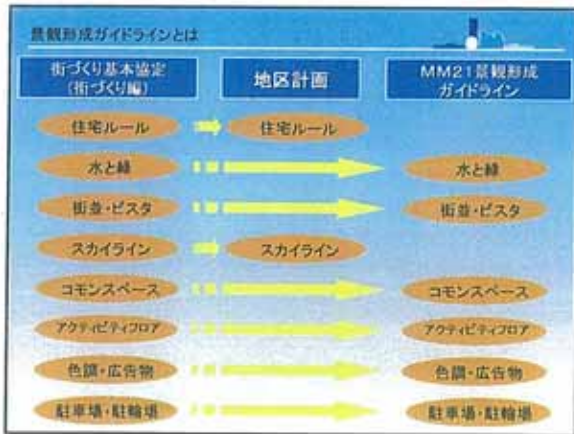 景観形成ガイドラインとは
街づくり基本協定
(街づくり編)
地区計画
MM21景観形成
ガイドライン
住宅ルール
住宅ルール
水と緑
水と緑
街並・ビスタ
街並・ビスタ
スカイライン
スカイライン
コモンスペース
コモンスペース
アクティビティフロア
アクティビティフロア
色調・広告物
色調・広告物
駐車場・駐輪場
駐車場・駐輪場